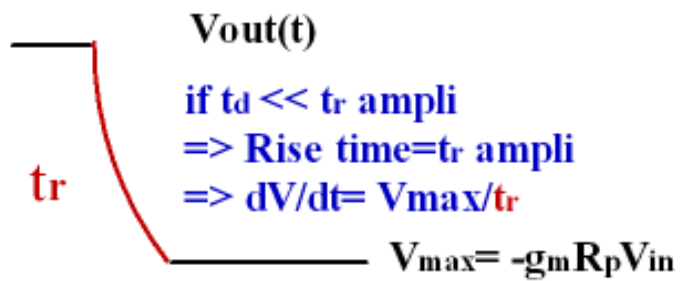 Vout(t)
if td << tr ampli
=> Rise time=tr ampli
tr
=> dV/dt= Vmax/tr
Vmax= -gmRpVin